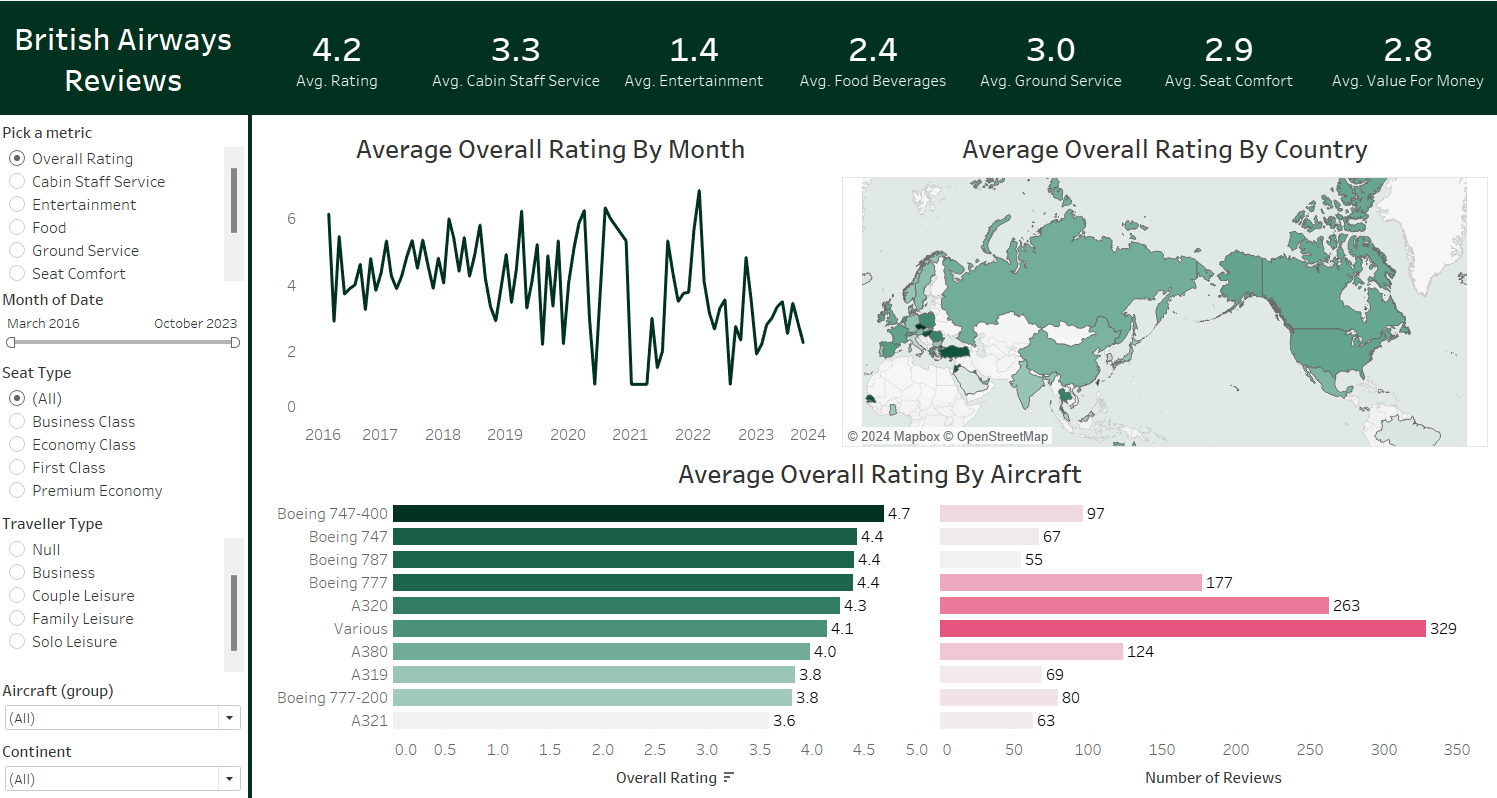 British Airways
Reviews
4.2
Avg. Rating
3.3
Avg. Cabin Staff Service
1.4
Avg. Entertainment
2.4
Avg. Food Beverages
3.0
Avg. Ground Service
2.9
Avg. Seat Comfort
2.8
Avg. Value For Money
Pick a metric
Overall Rating
Cabin Staff Service
Entertainment
Food
Ground Service
Seat Comfort
Month of Date
March 2016 October 2023
Seat Type
(All)
Business Class
Economy Class
First Class
Premium Economy
Traveller Type
Null
Business
Couple Leisure
Family Leisure
Solo Leisure
Aircraft (group)
(All)
Continent
(All)
Average Overall Rating By Month
6
4
2
0
2016 2017 2018 2019 2020 2021 2022 2023 2024
Average Overall Rating By Country
© 2024 Mapbox © OpenStreetMap
Average Overall Rating By Aircraft
Boeing 747-400 4.7 97
Boeing 747 4.4 67
Boeing 787 4.4 55
Boeing 777 4.4 177
A320 4.3 263
Various 4.1 329
A380 4.0 124
A319 3.8 69
Boeing 777-200 3.8 80
A321 3.6 63
0.0 0.5 1.0 1.5 2.0 2.5 3.0 3.5 4.0 4.5 5.0 0 50 100 150 200 250 300 350
Overall Rating Number of Reviews